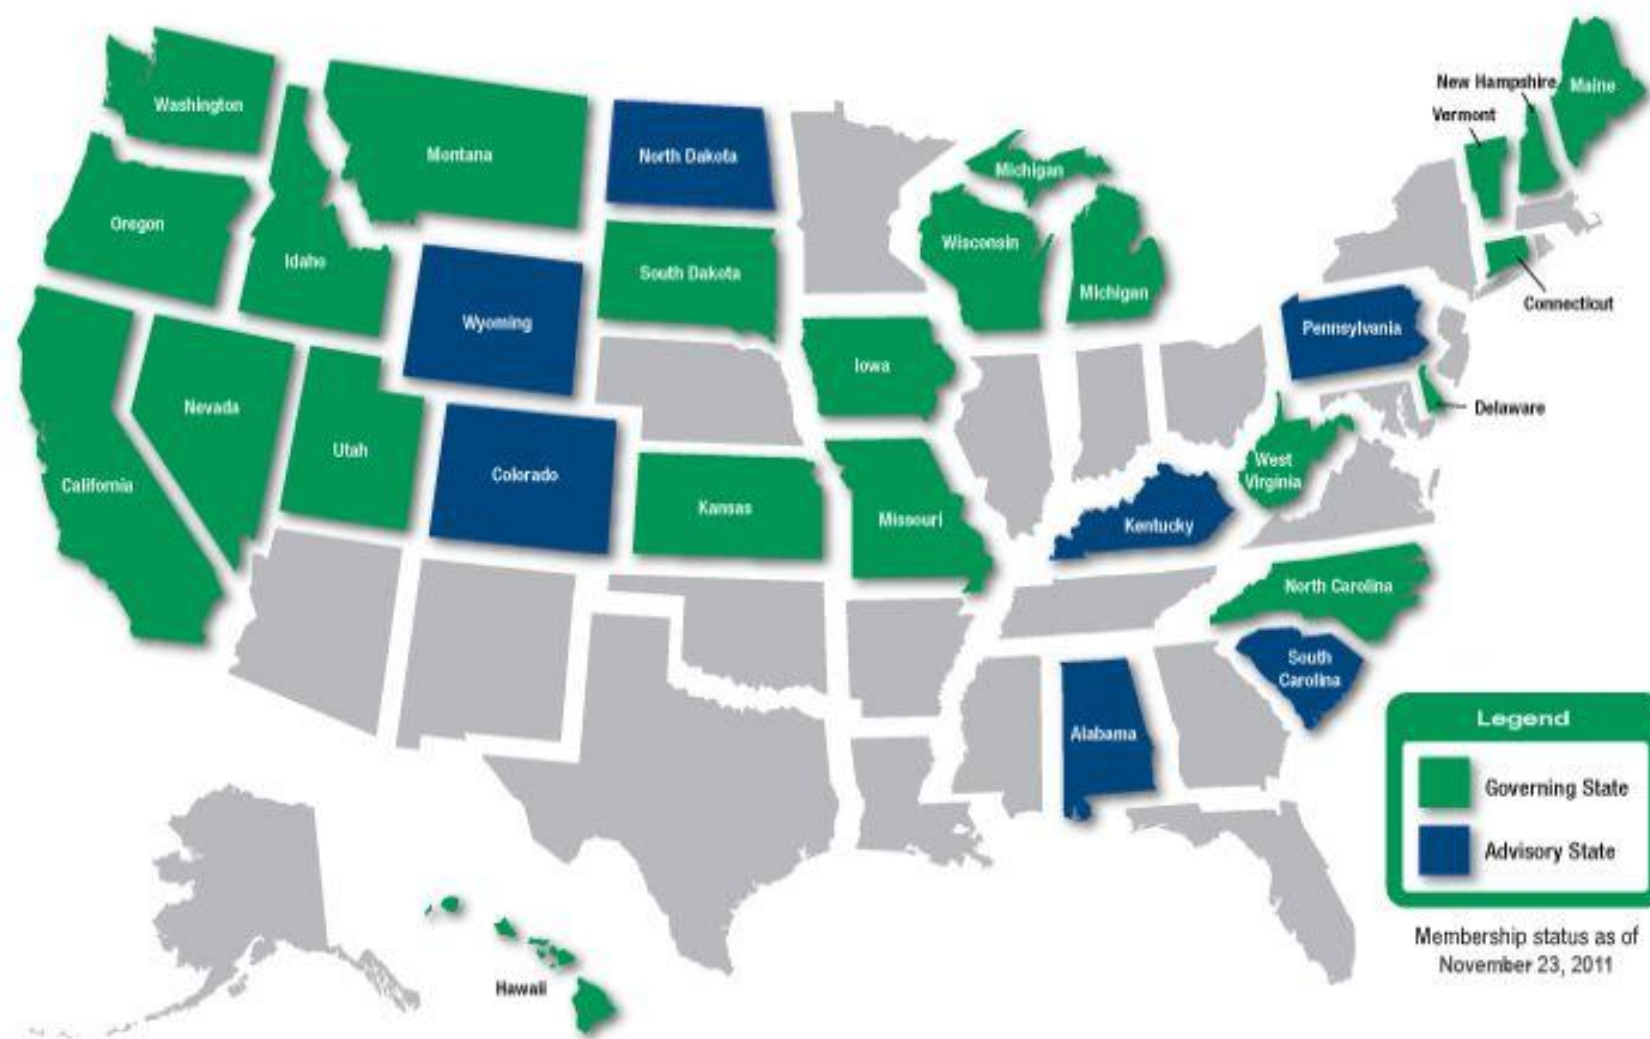 Washington
Oregon
California
Nevada
Idaho
Montana
Wyoming
Utah
Colorado
North Dakota
South Dakota
Kansas
Iowa
Missouri
Wisconsin
Michigan
Michigan
Kentucky
Alabama
West
Virginia
North Carolina
South
Carolina
Pennsylvania
Delaware
Connecticut
Vermont
New Hampshire
Maine
Hawaii
Legend
Governing State
Advisory State
Membership status as of
November 23, 2011